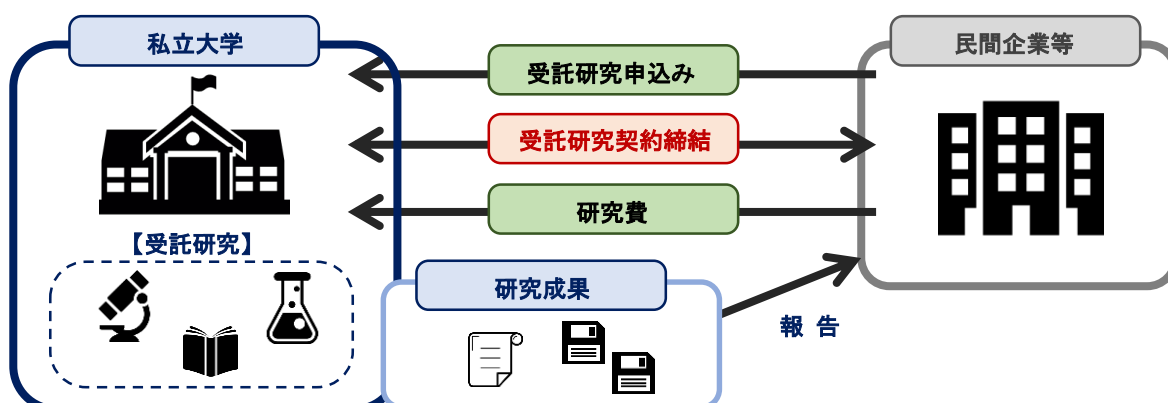 私立大学
民間企業等
受託研究申込み
受託研究契約締結
研究費
【受託研究】
研究成果
報 告